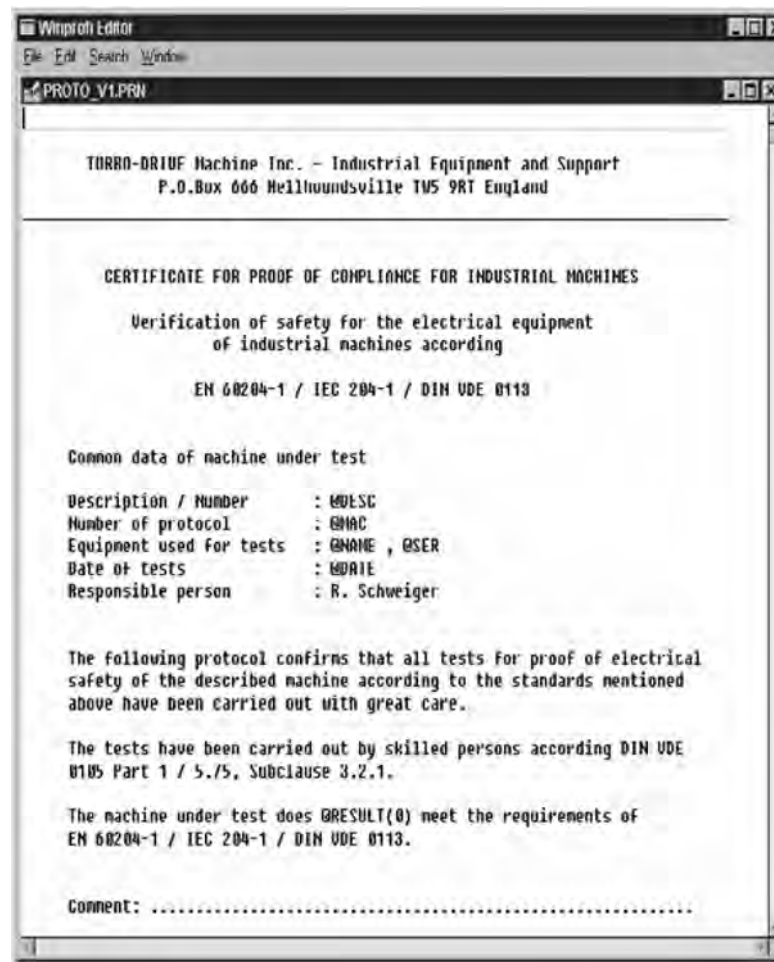 Winprofi Editor
File Edit Search Window
PROTO_V1.PRN
TURBO-DRIVE Machine Inc. - Industrial Equipment and Support
P.O.Box 666 Hellhoundsville TW5 9RT England
CERTIFICATE FOR PROOF OF COMPLIANCE FOR INDUSTRIAL MACHINES
Verification of safety for the electrical equipment
of industrial machines according
EN 60204-1 / IEC 204-1 / DIN VDE 0113
Common data of machine under test
Description / Number : @DESC
Number of protocol : @MAC
Equipment used for tests : @NAME , @SER
Date of tests : @DATE
Responsible person : R. Schweiger
The following protocol confirms that all tests for proof of electrical
safety of the described machine according to the standards mentioned
above have been carried out with great care.
The tests have been carried out by skilled persons according DIN VDE
0105 Part 1 / 5.75, Subclause 3.2.1.
The machine under test does @RESULT(0) meet the requirements of
EN 60204-1 / IEC 204-1 / DIN VDE 0113.
Comment: ............................................................